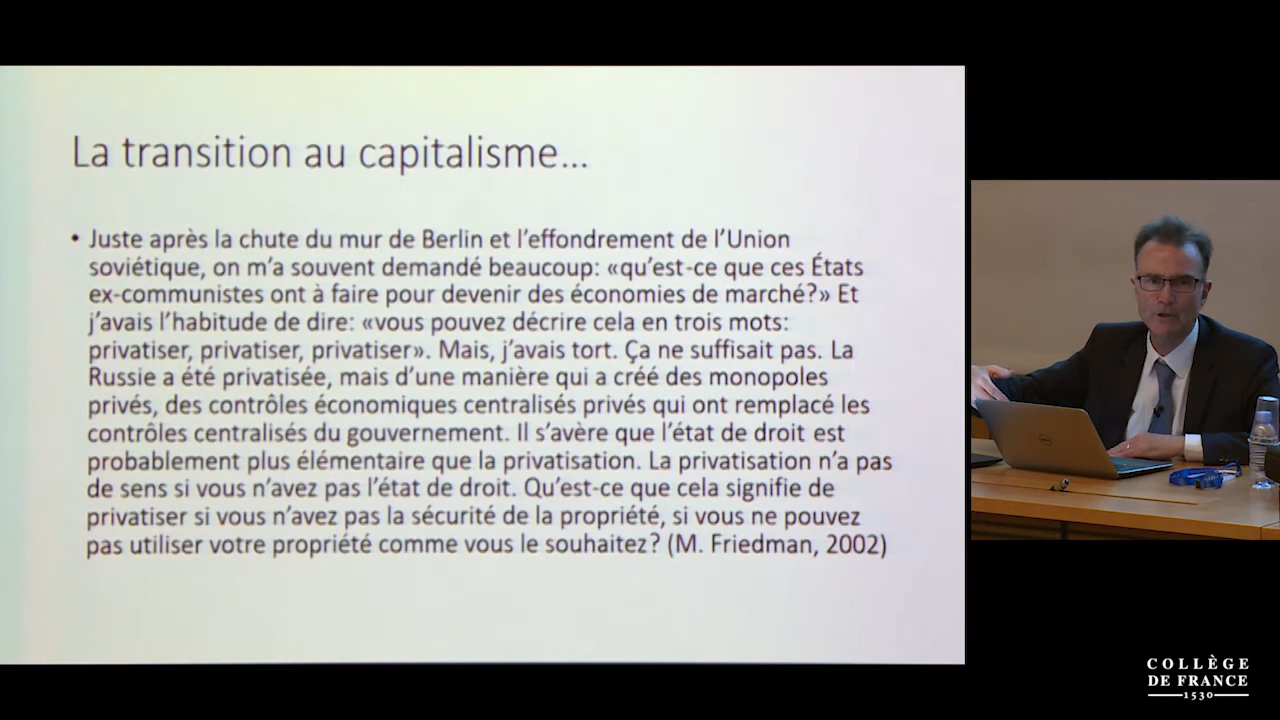 La transition au capitalisme...
• Juste après la chute du mur de Berlin et l'effondrement de l'Union
soviétique, on m'a souvent demandé beaucoup: «qu'est-ce que ces États
ex-communistes ont à faire pour devenir des économies de marché?» Et
j'avais l'habitude de dire: «vous pouvez décrire cela en trois mots:
privatiser, privatiser, privatiser». Mais, j'avais tort. Ça ne suffisait pas. La
Russie a été privatisée, mais d'une manière qui a créé des monopoles
privés, des contrôles économiques centralisés privés qui ont remplacé les
contrôles centralisés du gouvernement. Il s'avère que l'état de droit est
probablement plus élémentaire que la privatisation. La privatisation n'a pas
de sens si vous n'avez pas l'état de droit. Qu'est-ce que cela signifie de
privatiser si vous n'avez pas la sécurité de la propriété, si vous ne pouvez
pas utiliser votre propriété comme vous le souhaitez? (M. Friedman, 2002)
COLLÈGE
DE FRANCE
1530